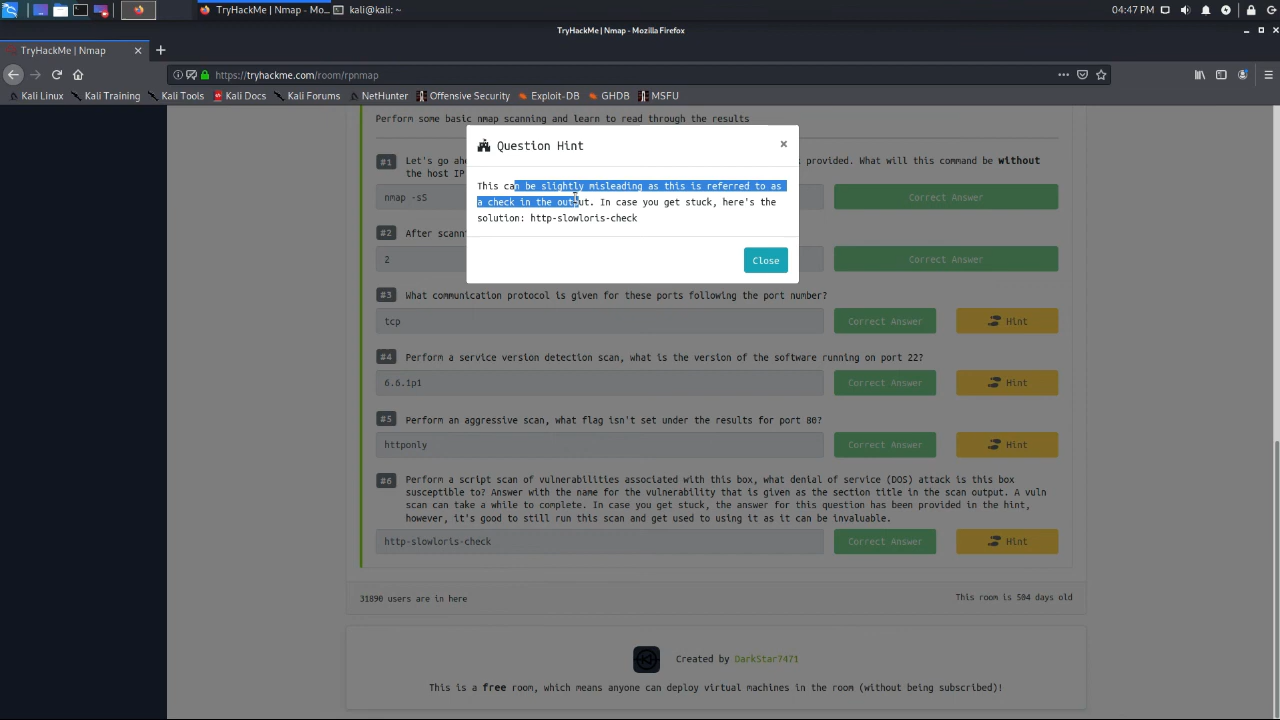 TryHackMe | Nmap - Mo...
kali@kali: ~
04:47 PM
TryHackMe | Nmap - Mozilla Firefox
TryHackMe | Nmap
https://tryhackme.com/room/rpnmap
Kali Linux
Kali Training
Kali Tools
Kali Docs
Kali Forums
NetHunter
Offensive Security
Exploit-DB
GHDB
MSFU
Perform some basic nmap scanning and learn to read through the results
Question Hint
×
This can be slightly misleading as this is referred to as
a check in the output. In case you get stuck, here's the
solution: http-slowloris-check
Close
#1 Let's go ahe
provided. What will this command be without
the host IP
nmap -sS
Correct Answer
#2 After scann
2
Correct Answer
#3 What communication protocol is given for these ports following the port number?
tcp
Correct Answer
Hint
#4 Perform a service version detection scan, what is the version of the software running on port 22?
6.6.1p1
Correct Answer
Hint
#5 Perform an aggressive scan, what flag isn't set under the results for port 80?
httponly
Correct Answer
Hint
#6 Perform a script scan of vulnerabilities associated with this box, what denial of service (DOS) attack is this box
susceptible to? Answer with the name for the vulnerability that is given as the section title in the scan output. A vuln
scan can take a while to complete. In case you get stuck, the answer for this question has been provided in the hint,
however, it's good to still run this scan and get used to using it as it can be invaluable.
http-slowloris-check
Correct Answer
Hint
31890 users are in here
This room is 504 days old
Created by DarkStar7471
This is a free room, which means anyone can deploy virtual machines in the room (without being subscribed)!